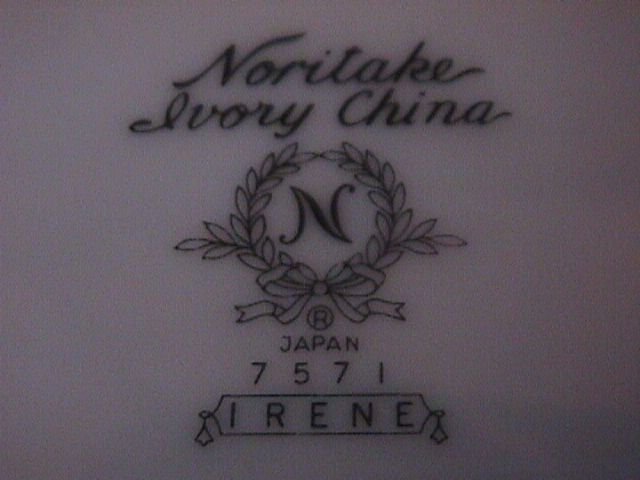 Noritake
Ivory China
N
®
JAPAN
7571
IRENE